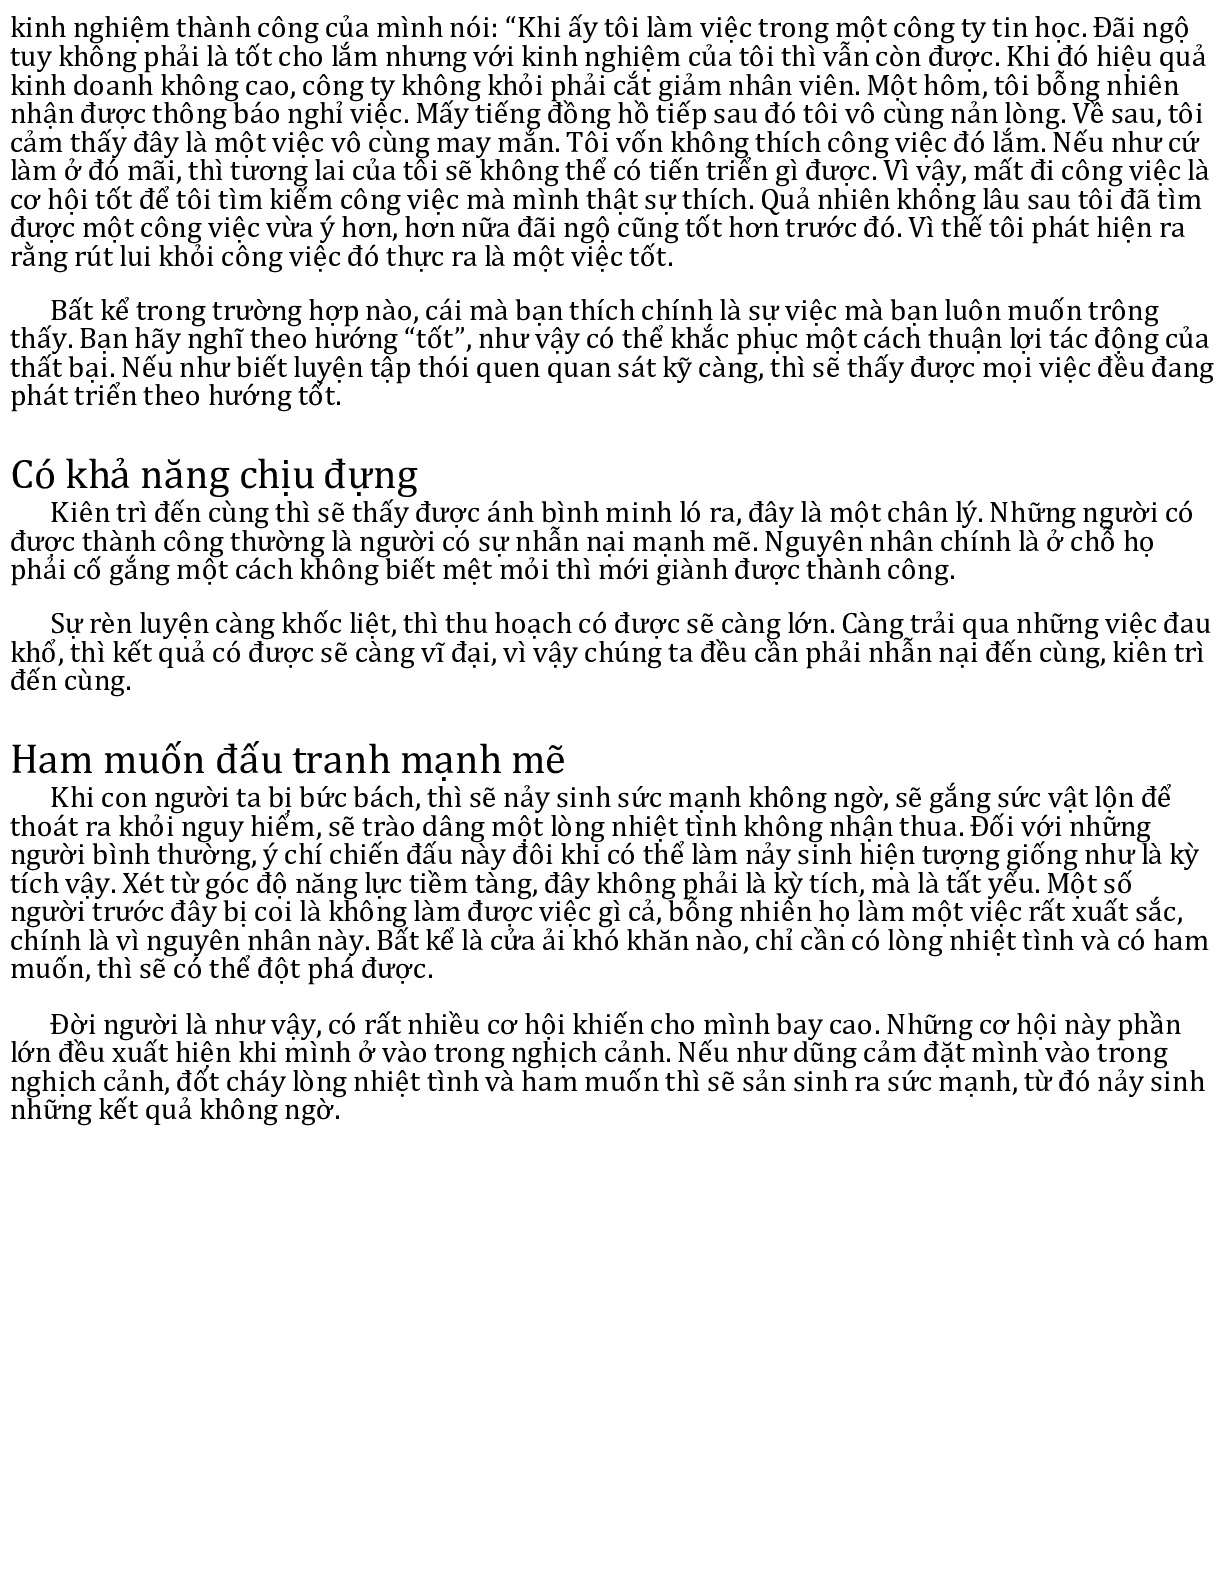 kinh nghiệm thành công của mình nói: “Khi ấy tôi làm việc trong một công ty tin học. Đãi ngộ
tuy không phải là tốt cho lắm nhưng với kinh nghiệm của tôi thì vẫn còn được. Khi đó hiệu quả
kinh doanh không cao, công ty không khỏi phải cắt giảm nhân viên. Một hôm, tôi bỗng nhiên
nhận được thông báo nghỉ việc. Mấy tiếng đồng hồ tiếp sau đó tôi vô cùng nản lòng. Về sau, tôi
cảm thấy đây là một việc vô cùng may mắn. Tôi vốn không thích công việc đó lắm. Nếu như cứ
làm ở đó mãi, thì tương lai của tôi sẽ không thể có tiến triển gì được. Vì vậy, mất đi công việc là
cơ hội tốt để tôi tìm kiếm công việc mà mình thật sự thích. Quả nhiên không lâu sau tôi đã tìm
được một công việc vừa ý hơn, hơn nữa đãi ngộ cũng tốt hơn trước đó. Vì thế tôi phát hiện ra
rằng rút lui khỏi công việc đó thực ra là một việc tốt.
Bất kể trong trường hợp nào, cái mà bạn thích chính là sự việc mà bạn luôn muốn trông
thấy. Bạn hãy nghĩ theo hướng “tốt”, như vậy có thể khắc phục một cách thuận lợi tác động của
thất bại. Nếu như biết luyện tập thói quen quan sát kỹ càng, thì sẽ thấy được mọi việc đều đang
phát triển theo hướng tốt.
Có khả năng chịu đựng
Kiên trì đến cùng thì sẽ thấy được ánh bình minh ló ra, đây là một chân lý. Những người có
được thành công thường là người có sự nhẫn nại mạnh mẽ. Nguyên nhân chính là ở chỗ họ
phải cố gắng một cách không biết mệt mỏi thì mới giành được thành công.
Sự rèn luyện càng khốc liệt, thì thu hoạch có được sẽ càng lớn. Càng trải qua những việc đau
khổ, thì kết quả có được sẽ càng vĩ đại, vì vậy chúng ta đều cần phải nhẫn nại đến cùng, kiên trì
đến cùng.
Ham muốn đấu tranh mạnh mẽ
Khi con người ta bị bức bách, thì sẽ nảy sinh sức mạnh không ngờ, sẽ gắng sức vật lộn để
thoát ra khỏi nguy hiểm, sẽ trào dâng một lòng nhiệt tình không nhận thua. Đối với những
người bình thường, ý chí chiến đấu này đôi khi có thể làm nảy sinh hiện tượng giống như là kỳ
tích vậy. Xét từ góc độ năng lực tiềm tàng, đây không phải là kỳ tích, mà là tất yếu. Một số
người trước đây bị coi là không làm được việc gì cả, bỗng nhiên họ làm một việc rất xuất sắc,
chính là vì nguyên nhân này. Bất kể là cửa ải khó khăn nào, chỉ cần có lòng nhiệt tình và có ham
muốn, thì sẽ có thể đột phá được.
Đời người là như vậy, có rất nhiều cơ hội khiến cho mình bay cao. Những cơ hội này phần
lớn đều xuất hiện khi mình ở vào trong nghịch cảnh. Nếu như dũng cảm đặt mình vào trong
nghịch cảnh, đốt cháy lòng nhiệt tình và ham muốn thì sẽ sản sinh ra sức mạnh, từ đó nảy sinh
những kết quả không ngờ.